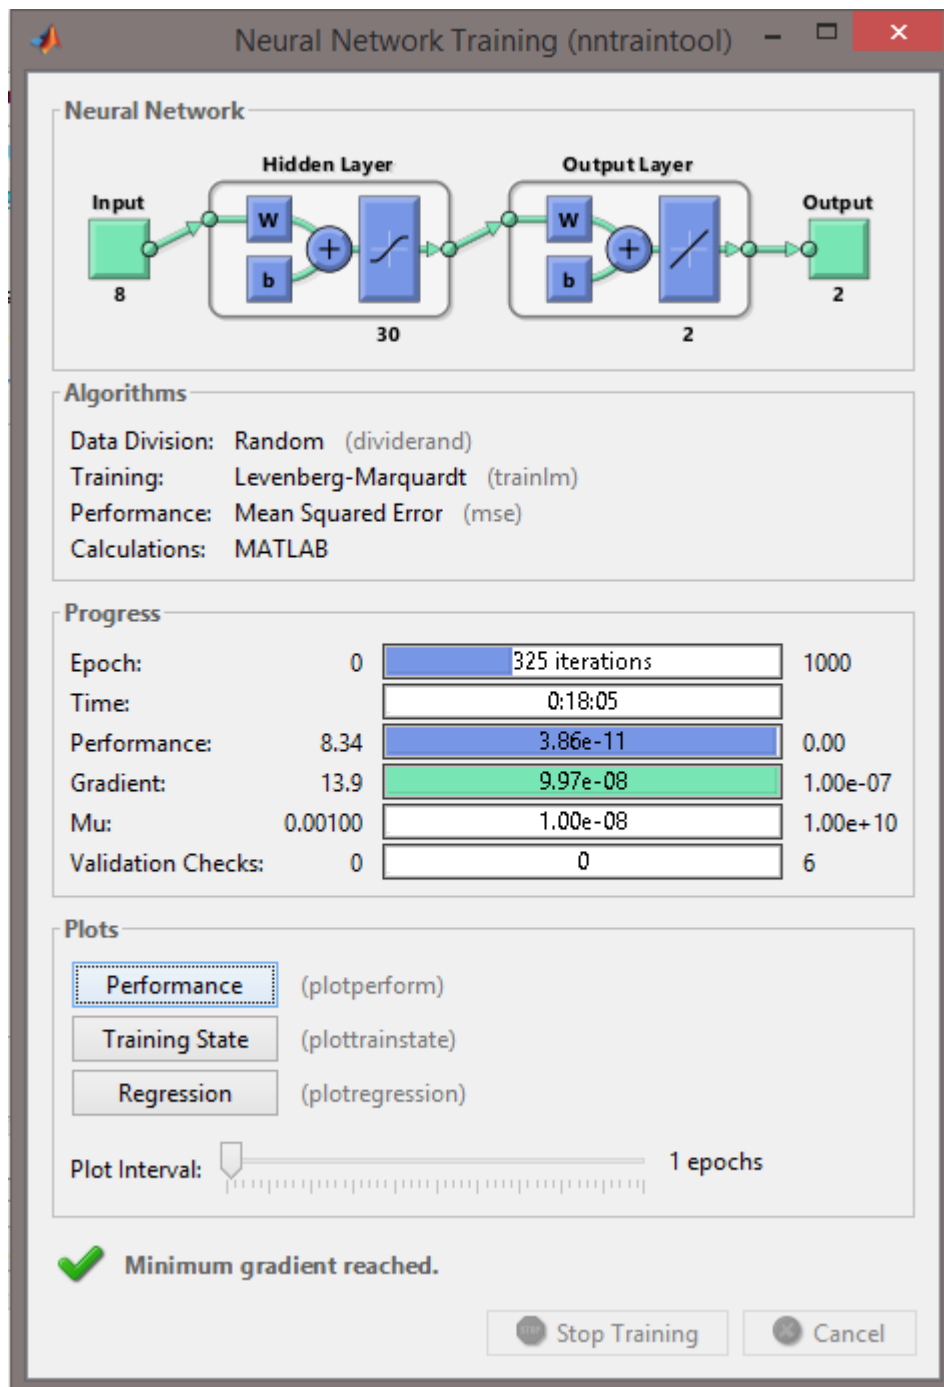 Neural Network Training (nntraintool)
Neural Network
Hidden Layer Output Layer
Input Output
W W
+ +
b b
8 2
30 2
Algorithms
Data Division: Random (dividerand)
Training: Levenberg-Marquardt (trainlm)
Performance: Mean Squared Error (mse)
Calculations: MATLAB
Progress
Epoch: 0 325 iterations 1000
Time: 0:18:05
Performance: 8.34 3.86e-11 0.00
Gradient: 13.9 9.97e-08 1.00e-07
Mu: 0.00100 1.00e-08 1.00e+10
Validation Checks: 0 0 6
Plots
Performance (plotperform)
Training State (plottrainstate)
Regression (plotregression)
Plot Interval: 1 epochs
Minimum gradient reached.
STOP Stop Training Cancel